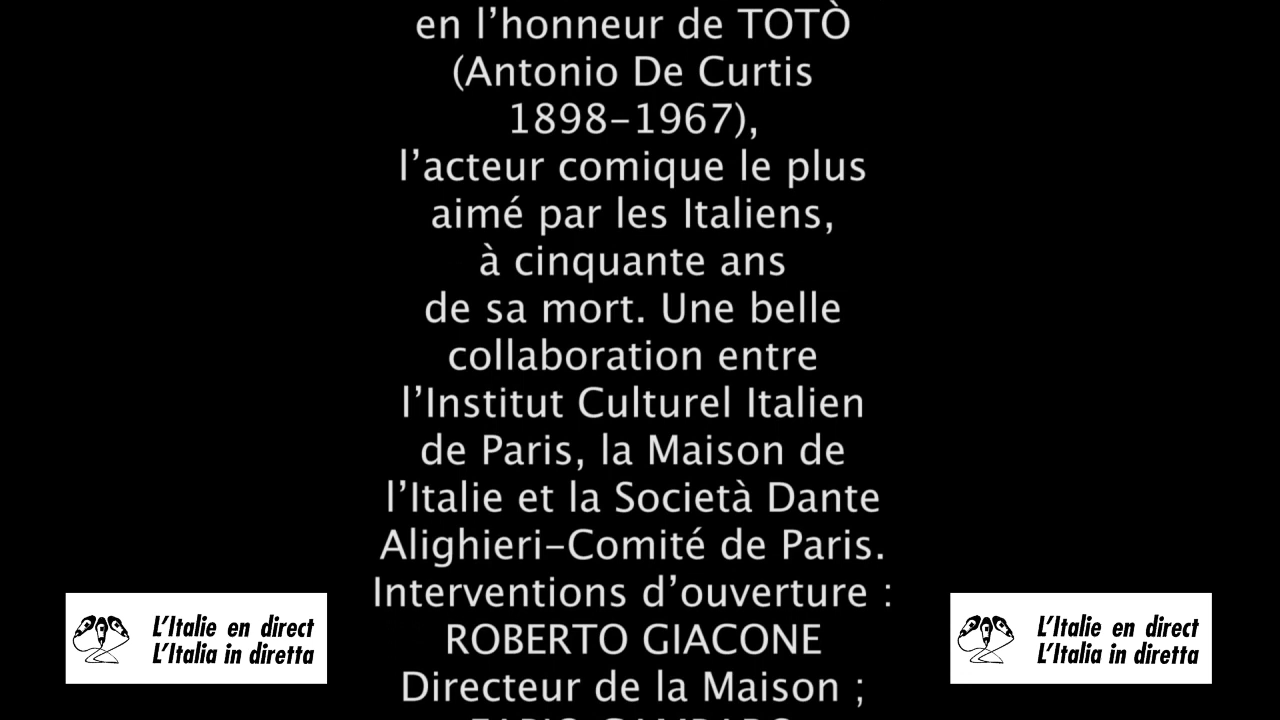 en l’honneur de TOTÒ
(Antonio De Curtis
1898–1967),
l’acteur comique le plus
aimé par les Italiens,
à cinquante ans
de sa mort. Une belle
collaboration entre
l’Institut Culturel Italien
de Paris, la Maison de
l’Italie et la Società Dante
Alighieri–Comité de Paris.
Interventions d’ouverture :
ROBERTO GIACONE
Directeur de la Maison ;
L’Italie en direct
L’Italia in diretta
L’Italie en direct
L’Italia in diretta